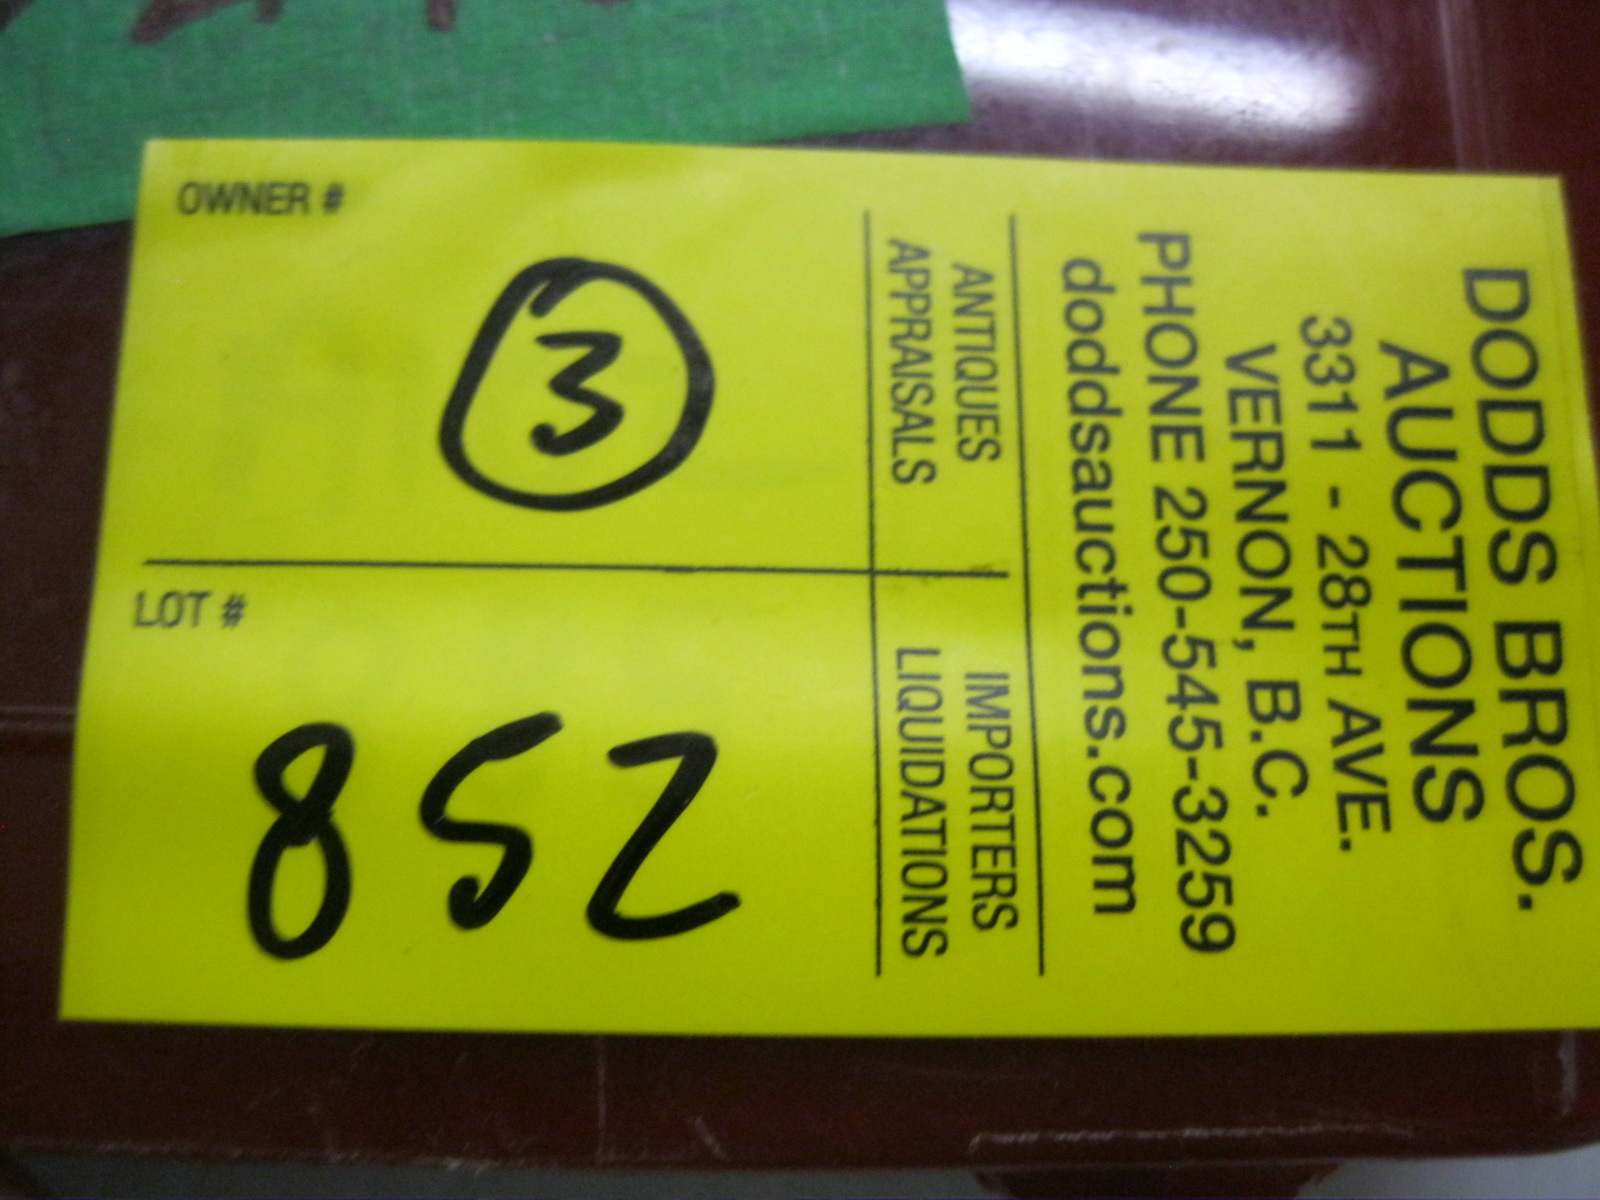 DODDS BROS.
AUCTIONS
3311 - 28TH AVE.
VERNON, B.C.
PHONE 250-545-3259
doddsauctions.com
ANTIQUES
APPRAISALS
IMPORTERS
LIQUIDATIONS
OWNER #
3
LOT #
852